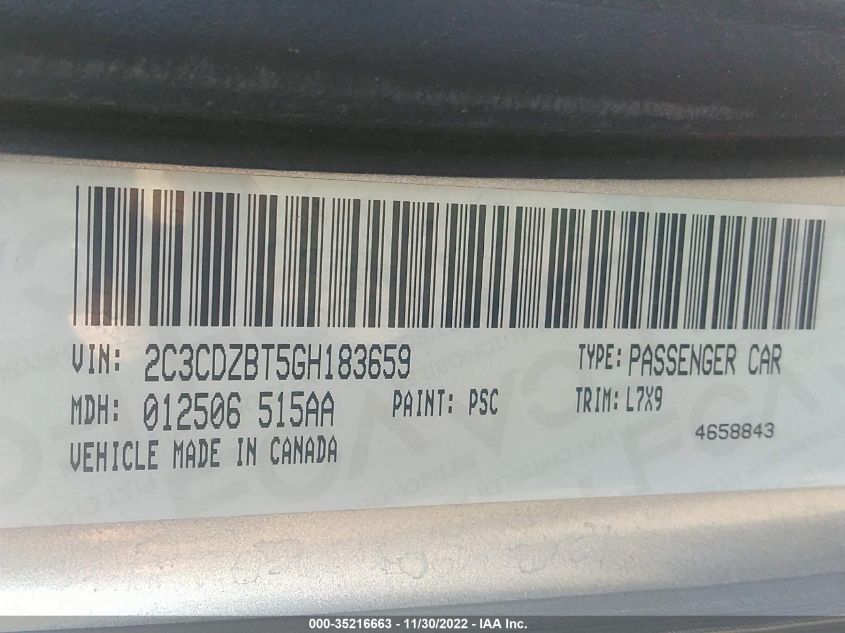 VIN: 2C3CDZBT5GH183659 TYPE: PASSENGER CAR
MDH: 012506 515AA PAINT: PSC TRIM: L7X9
4658843
VEHICLE MADE IN CANADA
000-35216663 - 11/30/2022 - IAA Inc.